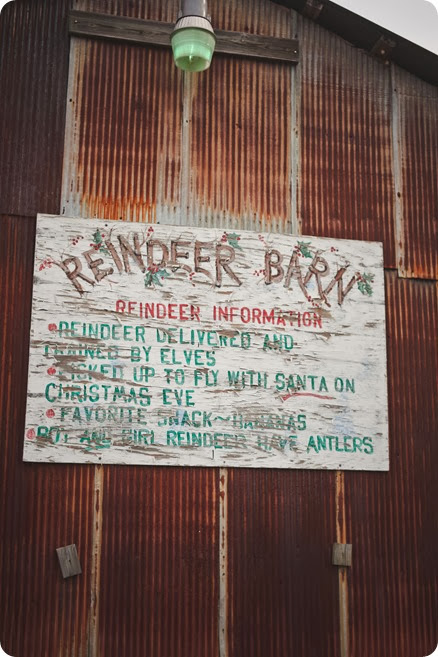 REINDEER BARN
REINDEER INFORMATION
REINDEER DELIVERED AND
TRAINED BY ELVES
PICKED UP TO FLY WITH SANTA ON
CHRISTMAS EVE
FAVORITE SNACK~BANANAS
BOY AND GIRL REINDEER HAVE ANTLERS